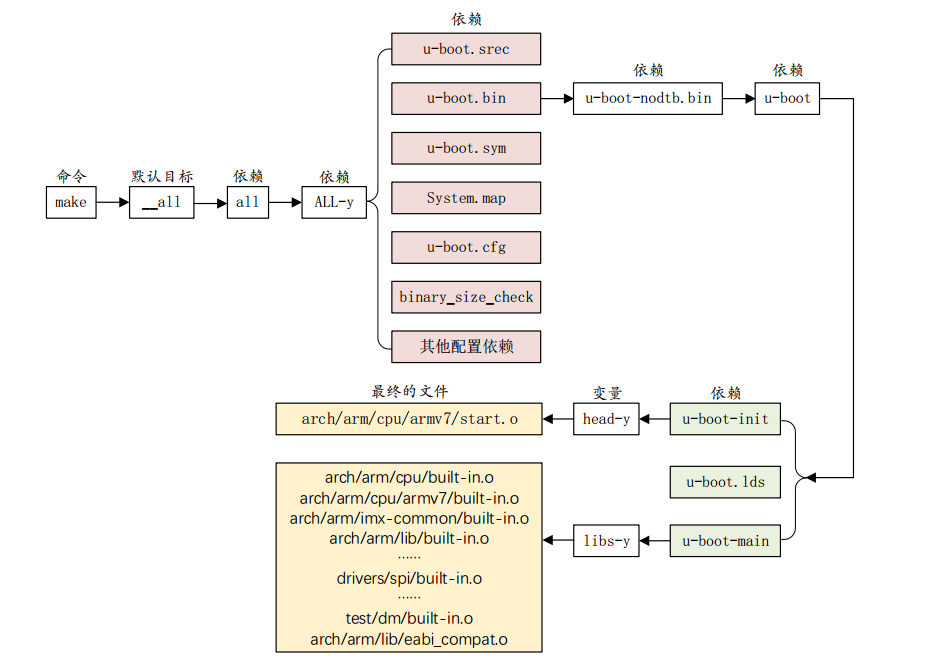 依赖
u-boot.srec
依赖
依赖
u-boot.bin
u-boot-nodtb.bin
u-boot
u-boot.sym
命令
默认目标
依赖
依赖
make
__all
all
ALL-y
System.map
u-boot.cfg
binary_size_check
其他配置依赖
最终的文件
变量
依赖
arch/arm/cpu/armv7/start.o
head-y
u-boot-init
u-boot.lds
arch/arm/cpu/built-in.o
arch/arm/cpu/armv7/built-in.o
arch/arm/imx-common/built-in.o
arch/arm/lib/built-in.o
······
drivers/spi/built-in.o
······
test/dm/built-in.o
arch/arm/lib/eabi_compat.o
libs-y
u-boot-main